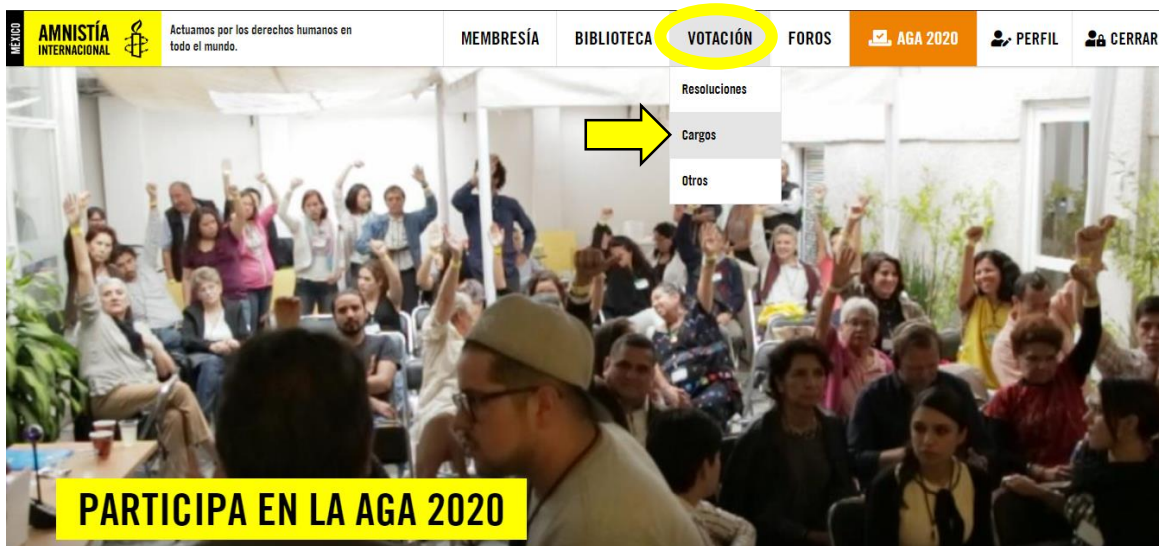 MÉXICO
AMNISTÍA
INTERNACIONAL
Actuamos por los derechos humanos en
todo el mundo.
MEMBRESÍA BIBLIOTECA VOTACIÓN FOROS AGA 2020 PERFIL CERRAR
Resoluciones
Cargos
Otros
PARTICIPA EN LA AGA 2020